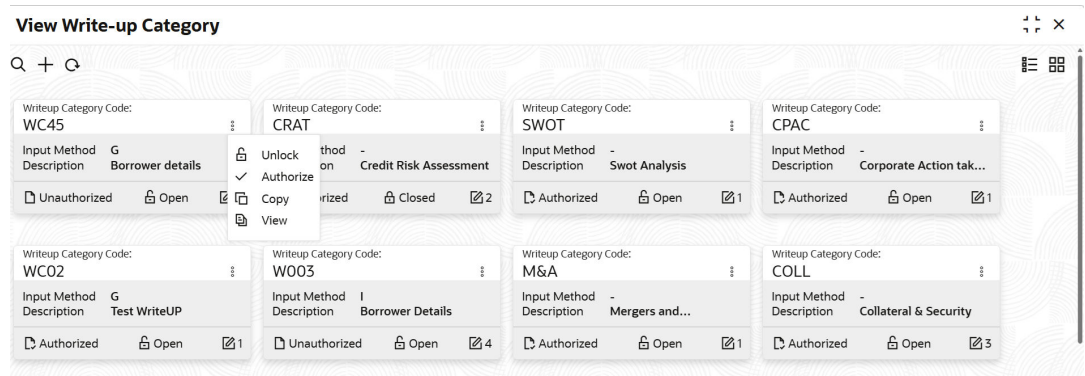 View Write-up Category
Writeup Category Code:
WC45
Input Method G
Description Borrower details
Unauthorized Open
Unlock
Authorize
Copy
View
Writeup Category Code:
CRAT
thod -
on Credit Risk Assessment
rized Closed 2
Writeup Category Code:
SWOT
Input Method -
Description Swot Analysis
Authorized Open 1
Writeup Category Code:
CPAC
Input Method -
Description Corporate Action tak...
Authorized Open 1
Writeup Category Code:
WC02
Input Method G
Description Test WriteUP
Authorized Open 1
Writeup Category Code:
W003
Input Method I
Description Borrower Details
Unauthorized Open 4
Writeup Category Code:
M&A
Input Method -
Description Mergers and...
Authorized Open 1
Writeup Category Code:
COLL
Input Method -
Description Collateral & Security
Authorized Open 3